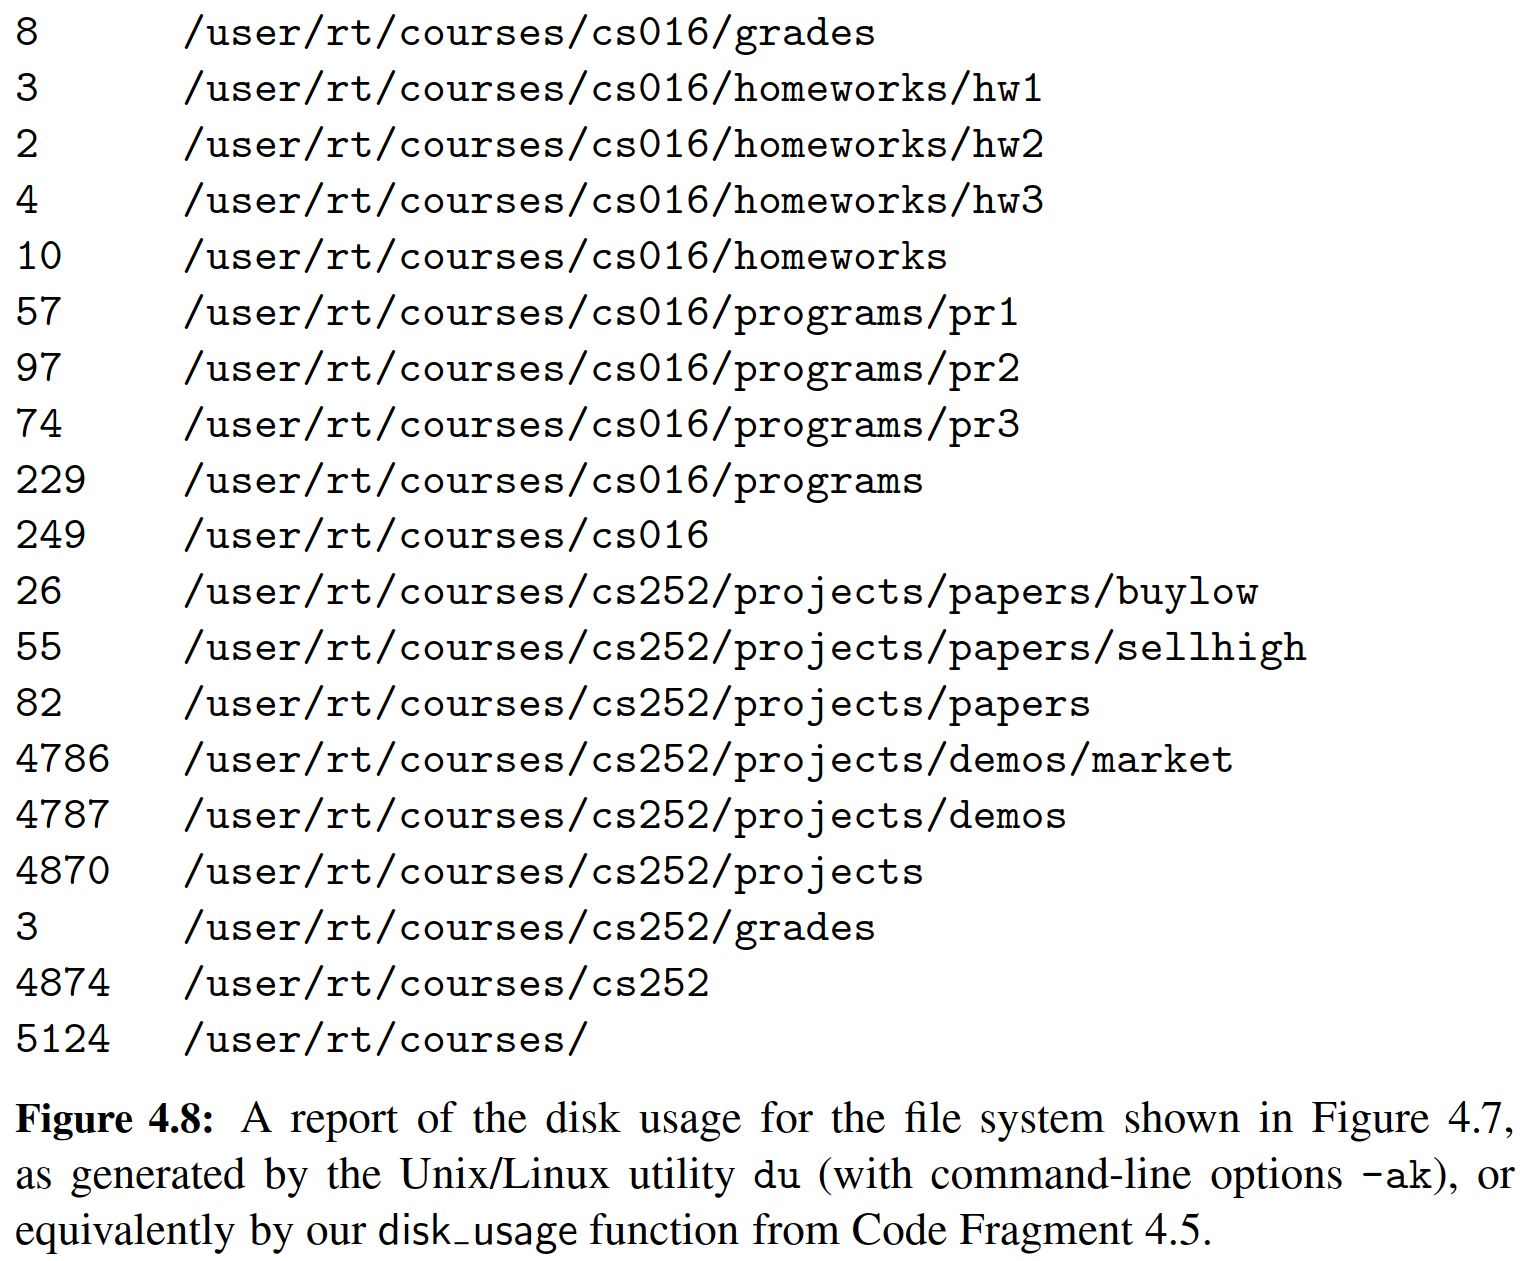 8 /user/rt/courses/cs016/grades
3 /user/rt/courses/cs016/homeworks/hw1
2 /user/rt/courses/cs016/homeworks/hw2
4 /user/rt/courses/cs016/homeworks/hw3
10 /user/rt/courses/cs016/homeworks
57 /user/rt/courses/cs016/programs/pr1
97 /user/rt/courses/cs016/programs/pr2
74 /user/rt/courses/cs016/programs/pr3
229 /user/rt/courses/cs016/programs
249 /user/rt/courses/cs016
26 /user/rt/courses/cs252/projects/papers/buylow
55 /user/rt/courses/cs252/projects/papers/sellhigh
82 /user/rt/courses/cs252/projects/papers
4786 /user/rt/courses/cs252/projects/demos/market
4787 /user/rt/courses/cs252/projects/demos
4870 /user/rt/courses/cs252/projects
3 /user/rt/courses/cs252/grades
4874 /user/rt/courses/cs252
5124 /user/rt/courses/
Figure 4.8: A report of the disk usage for the file system shown in Figure 4.7,
as generated by the Unix/Linux utility du (with command-line options -ak), or
equivalently by our disk_usage function from Code Fragment 4.5.